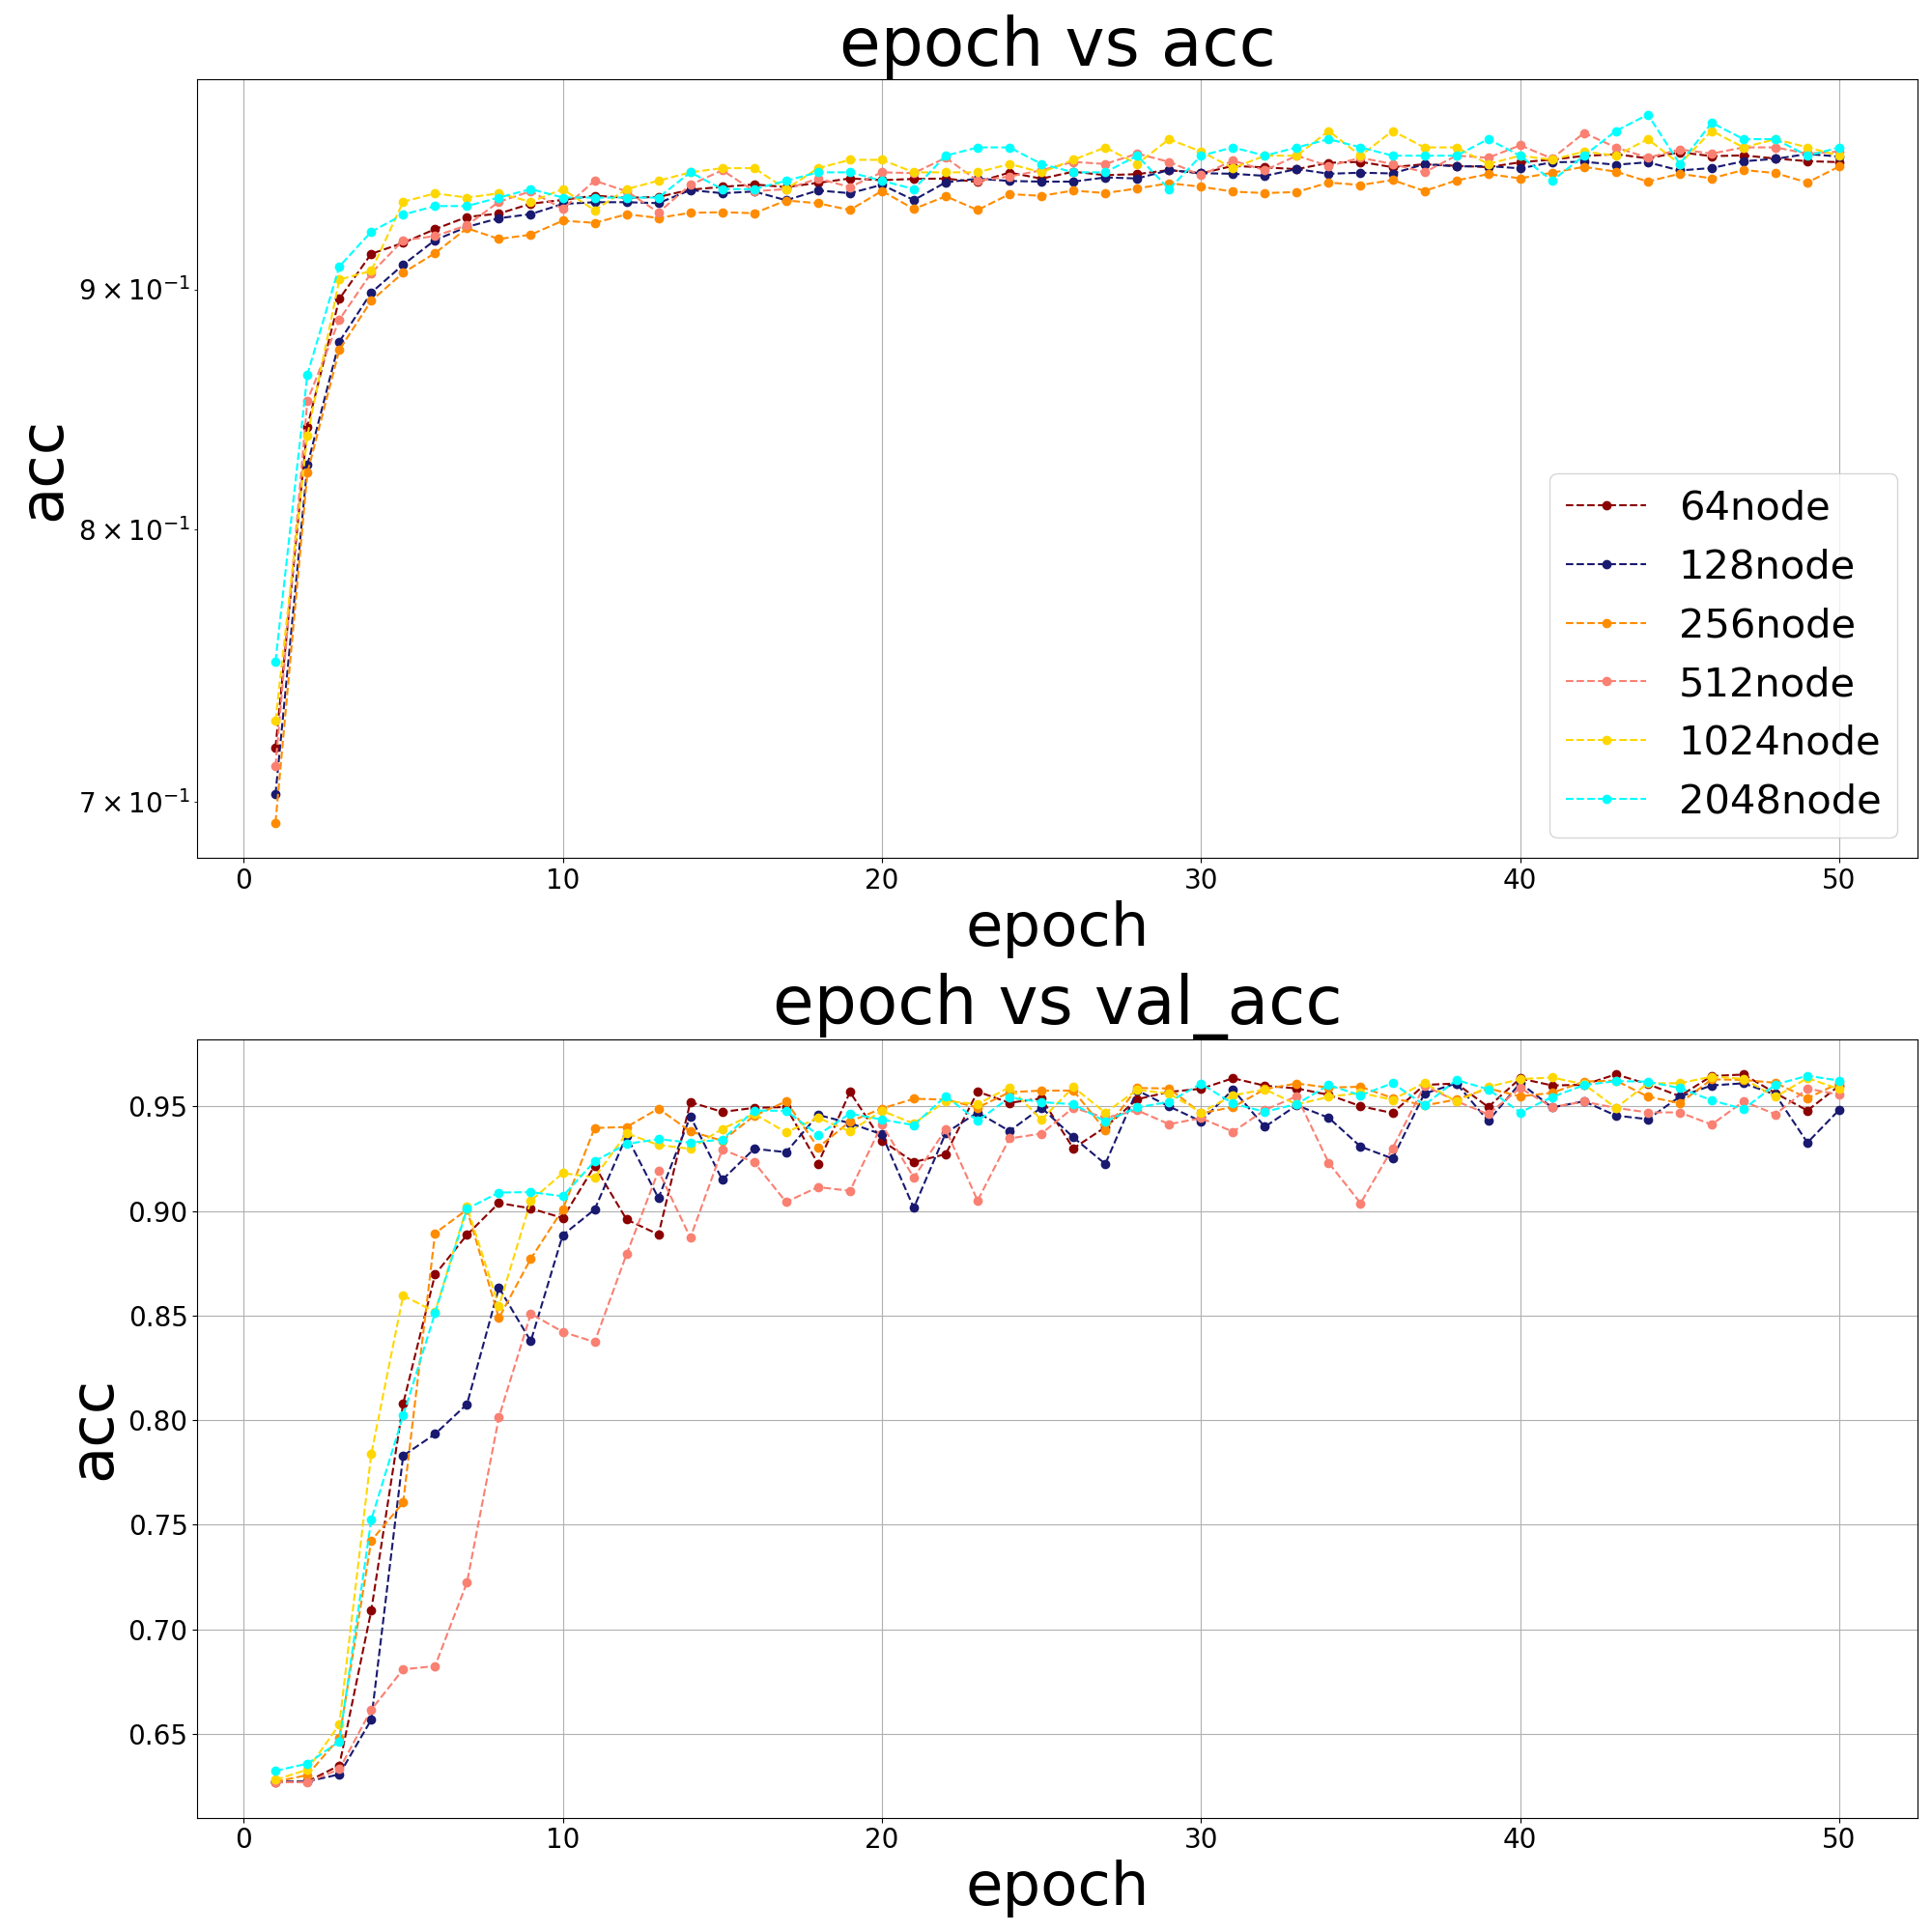 epoch vs acc
acc
9 × 10⁻¹
8 × 10⁻¹
7 × 10⁻¹
64node
128node
256node
512node
1024node
2048node
0 10 20 30 40 50
epoch
epoch vs val_acc
acc
0.95
0.90
0.85
0.80
0.75
0.70
0.65
0 10 20 30 40 50
epoch